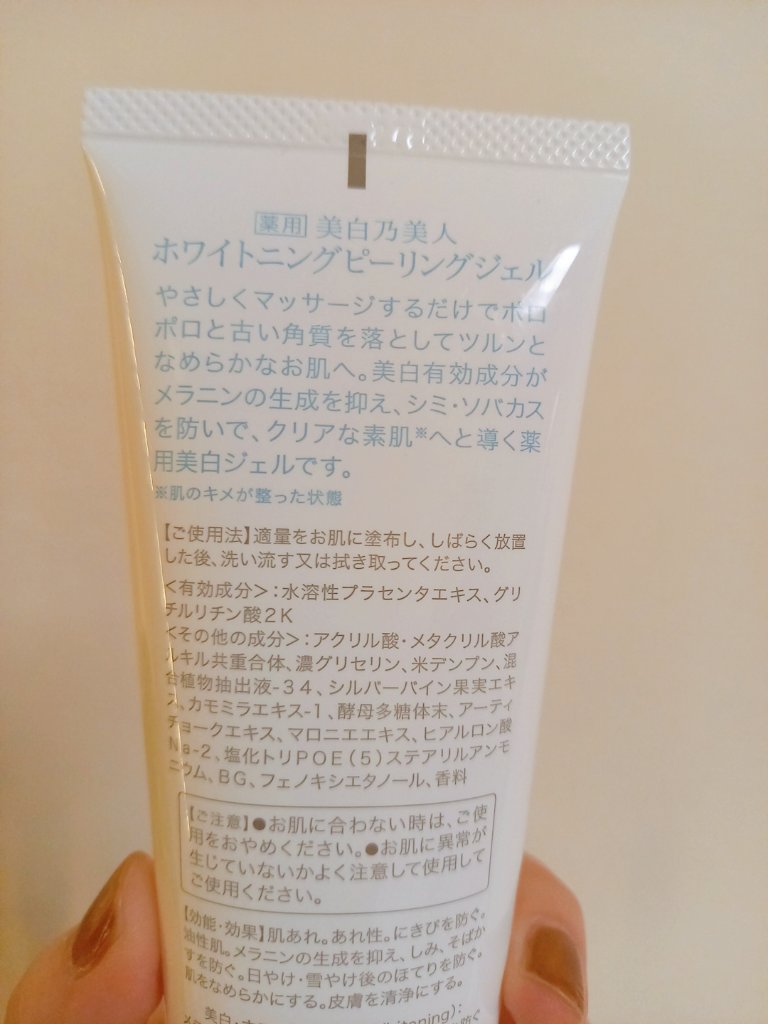 薬用 美白乃美人
ホワイトニングピーリングジェル
やさしくマッサージするだけでポロ
ポロと古い角質を落としてツルンと
なめらかなお肌へ。美白有効成分が
メラニンの生成を抑え、シミ・ソバカス
を防いで、クリアな素肌※へと導く薬
用美白ジェルです。
※肌のキメが整った状態
【ご使用法】適量をお肌に塗布し、しばらく放置
した後、洗い流す又は拭き取ってください。
<有効成分>:水溶性プラセンタエキス、グリ
チルリチン酸2K
<その他の成分>:アクリル酸・メタクリル酸ア
ルキル共重合体、濃グリセリン、米デンプン、混
合植物抽出液-34、シルバーバイン果実エキ
ス、カモミラエキス-1、酵母多糖体末、アーティ
チョークエキス、マロニエエキス、ヒアルロン酸
Na-2、塩化トリPOE(5)ステアリルアンモ
ニウム、BG、フェノキシエタノール、香料
【ご注意】●お肌に合わない時は、ご使
用をおやめください。●お肌に異常が
生じていないかよく注意して使用して
ご使用ください。
【効能・効果】肌あれ。あれ性。にきびを防ぐ。
油性肌。メラニンの生成を抑え、しみ、そばか
すを防ぐ。日やけ・雪やけ後のほてりを防ぐ。
肌をなめらかにする。皮膚を清浄にする。
美白・